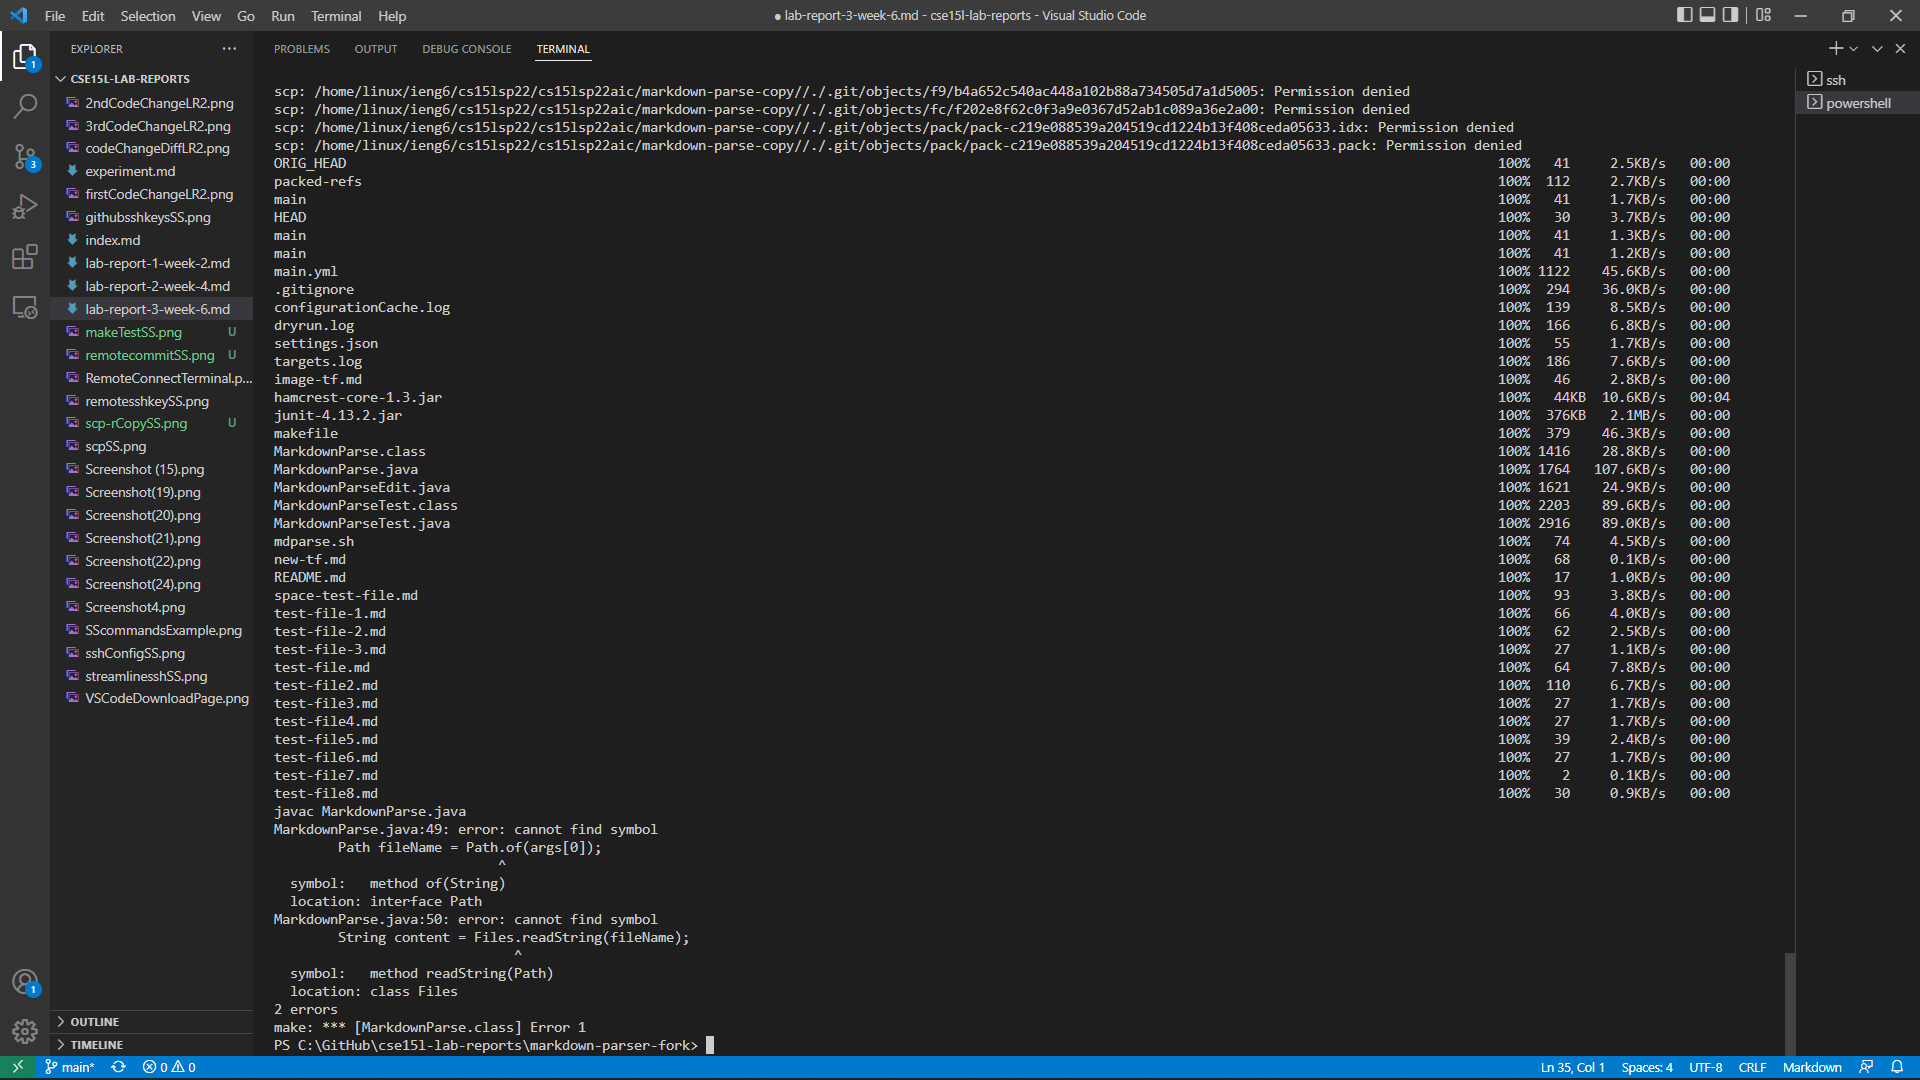 File Edit Selection View Go Run Terminal Help
● lab-report-3-week-6.md - cse15l-lab-reports - Visual Studio Code
EXPLORER
CSE15L-LAB-REPORTS
2ndCodeChangeLR2.png
3rdCodeChangeLR2.png
codeChangeDiffLR2.png
experiment.md
firstCodeChangeLR2.png
githubsshkeysSS.png
index.md
lab-report-1-week-2.md
lab-report-2-week-4.md
lab-report-3-week-6.md
makeTestSS.png U
remotecommitSS.png U
RemoteConnectTerminal.p...
remotesshkeySS.png
scp-rCopySS.png U
scpSS.png
Screenshot (15).png
Screenshot(19).png
Screenshot(20).png
Screenshot(21).png
Screenshot(22).png
Screenshot(24).png
Screenshot4.png
SScommandsExample.png
sshConfigSS.png
streamlinesshSS.png
VSCodeDownloadPage.png
OUTLINE
TIMELINE
1
3
1
PROBLEMS OUTPUT DEBUG CONSOLE TERMINAL
scp: /home/linux/ieng6/cs15lsp22/cs15lsp22aic/markdown-parse-copy//./.git/objects/f9/b4a652c540ac448a102b88a734505d7a1d5005: Permission denied
scp: /home/linux/ieng6/cs15lsp22/cs15lsp22aic/markdown-parse-copy//./.git/objects/fc/f202e8f62c0f3a9e0367d52ab1c089a36e2a00: Permission denied
scp: /home/linux/ieng6/cs15lsp22/cs15lsp22aic/markdown-parse-copy//./.git/objects/pack/pack-c219e088539a204519cd1224b13f408ceda05633.idx: Permission denied
scp: /home/linux/ieng6/cs15lsp22/cs15lsp22aic/markdown-parse-copy//./.git/objects/pack/pack-c219e088539a204519cd1224b13f408ceda05633.pack: Permission denied
ORIG_HEAD 100% 41 2.5KB/s 00:00
packed-refs 100% 112 2.7KB/s 00:00
main 100% 41 1.7KB/s 00:00
HEAD 100% 30 3.7KB/s 00:00
main 100% 41 1.3KB/s 00:00
main 100% 41 1.2KB/s 00:00
main.yml 100% 1122 45.6KB/s 00:00
.gitignore 100% 294 36.0KB/s 00:00
configurationCache.log 100% 139 8.5KB/s 00:00
dryrun.log 100% 166 6.8KB/s 00:00
settings.json 100% 55 1.7KB/s 00:00
targets.log 100% 186 7.6KB/s 00:00
image-tf.md 100% 46 2.8KB/s 00:00
hamcrest-core-1.3.jar 100% 44KB 10.6KB/s 00:04
junit-4.13.2.jar 100% 376KB 2.1MB/s 00:00
makefile 100% 379 46.3KB/s 00:00
MarkdownParse.class 100% 1416 28.8KB/s 00:00
MarkdownParse.java 100% 1764 107.6KB/s 00:00
MarkdownParseEdit.java 100% 1621 24.9KB/s 00:00
MarkdownParseTest.class 100% 2203 89.6KB/s 00:00
MarkdownParseTest.java 100% 2916 89.0KB/s 00:00
mdparse.sh 100% 74 4.5KB/s 00:00
new-tf.md 100% 68 0.1KB/s 00:00
README.md 100% 17 1.0KB/s 00:00
space-test-file.md 100% 93 3.8KB/s 00:00
test-file-1.md 100% 66 4.0KB/s 00:00
test-file-2.md 100% 62 2.5KB/s 00:00
test-file-3.md 100% 27 1.1KB/s 00:00
test-file.md 100% 64 7.8KB/s 00:00
test-file2.md 100% 110 6.7KB/s 00:00
test-file3.md 100% 27 1.7KB/s 00:00
test-file4.md 100% 27 1.7KB/s 00:00
test-file5.md 100% 39 2.4KB/s 00:00
test-file6.md 100% 27 1.7KB/s 00:00
test-file7.md 100% 2 0.1KB/s 00:00
test-file8.md 100% 30 0.9KB/s 00:00
javac MarkdownParse.java
MarkdownParse.java:49: error: cannot find symbol
Path fileName = Path.of(args[0]);
^
symbol: method of(String)
location: interface Path
MarkdownParse.java:50: error: cannot find symbol
String content = Files.readString(fileName);
^
symbol: method readString(Path)
location: class Files
2 errors
make: *** [MarkdownParse.class] Error 1
PS C:\GitHub\cse15l-lab-reports\markdown-parser-fork>
ssh
powershell
main* 0 0
Ln 35, Col 1 Spaces: 4 UTF-8 CRLF Markdown